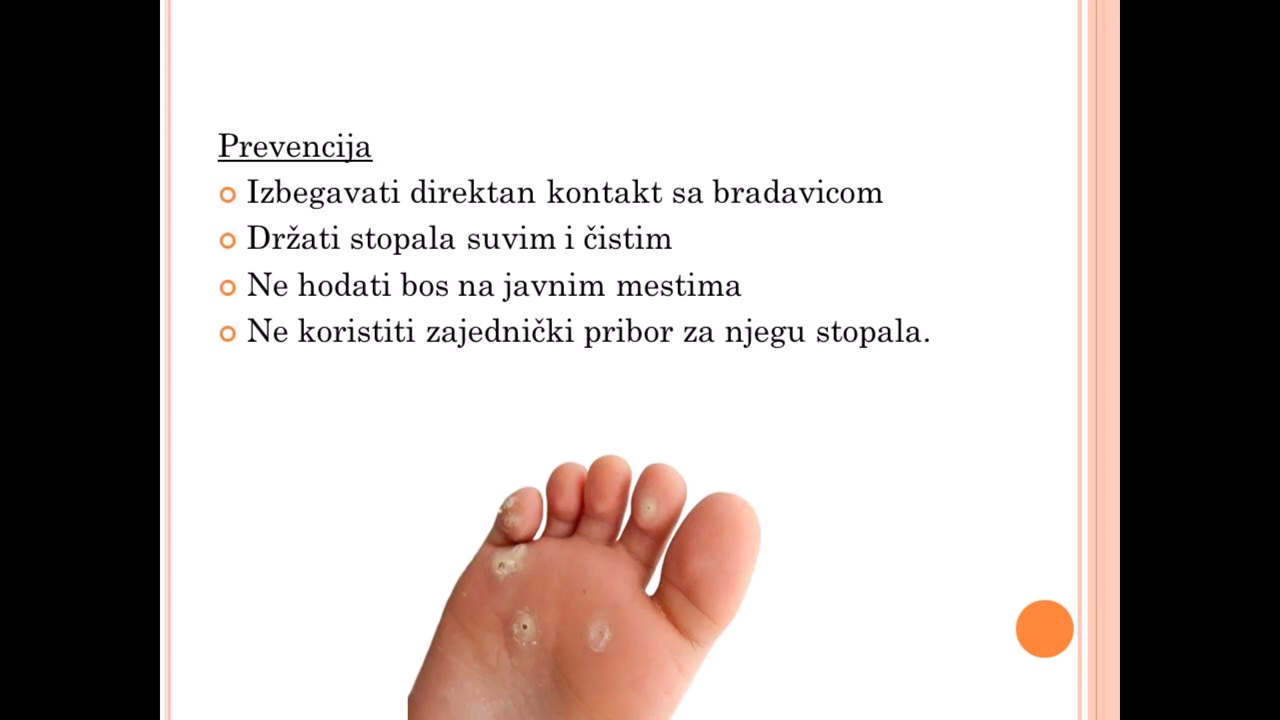 Prevencija
Izbegavati direktan kontakt sa bradavicom
Držati stopala suvim i čistim
Ne hodati bos na javnim mestima
Ne koristiti zajednički pribor za njegu stopala.